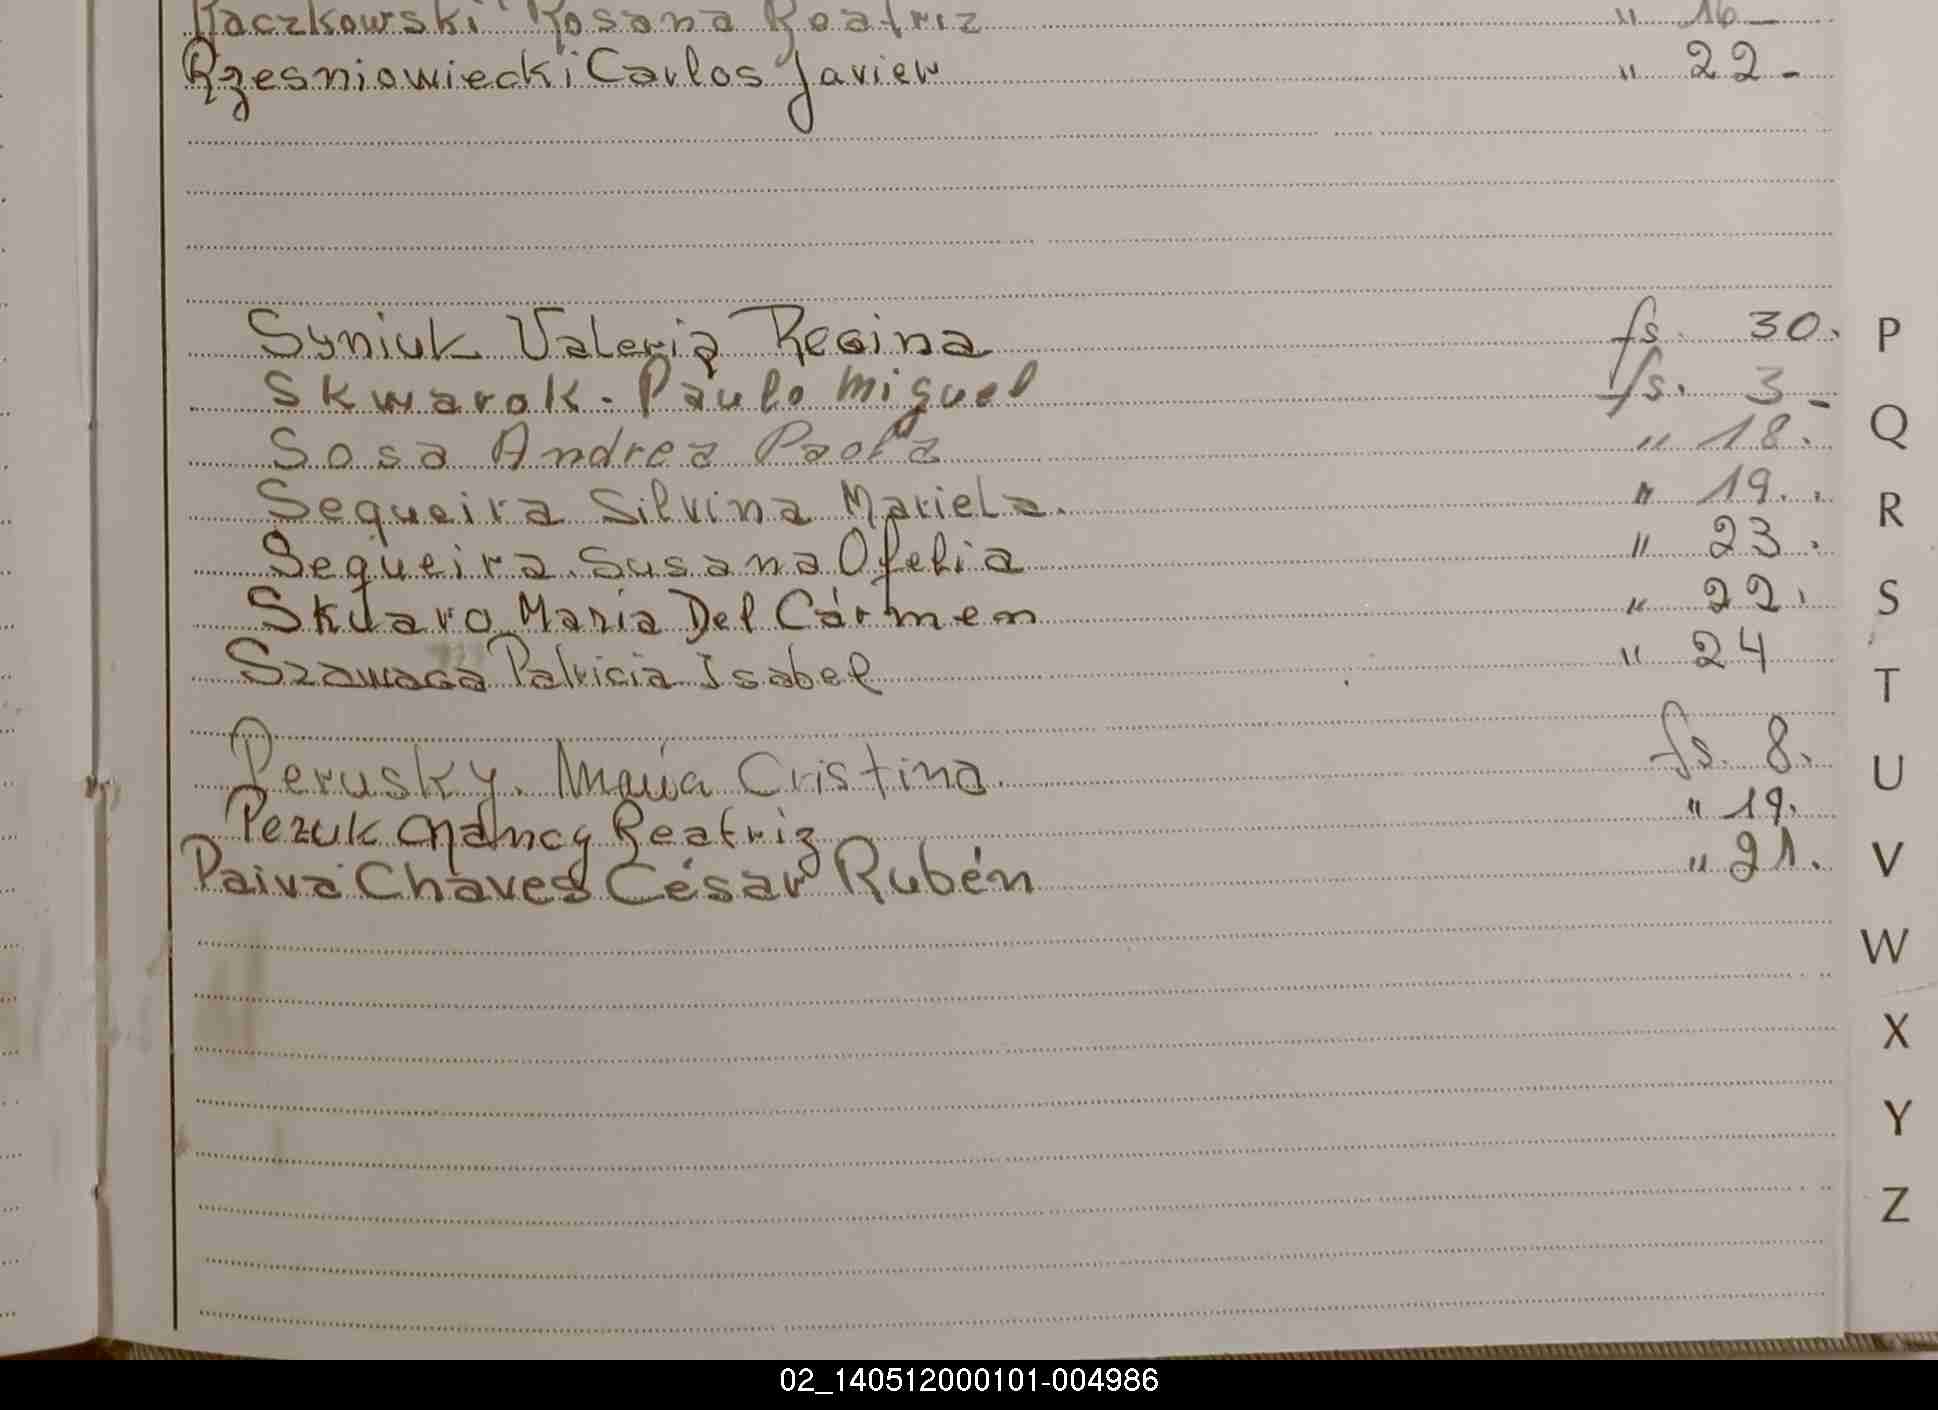 Raczkowski Rosana Beatriz " 16 -
Rzesniowiecki Carlos Javier " 22 -
Syniuk Valeria Regina fs. 30.
Skwarok. Paulo Miguel fs. 3 -
Sosa Andrea Paola " 18.
Sequeira Silvina Mariela. " 19.
Sequeira Susana Ofelia " 23.
Skuaro Maria Del Cármen " 22.
Szawaga Patricia Isabel " 24
Perusky. María Cristina. fs. 8.
Pezuk Nancy Beatriz " 19.
Paiva Chaves César Rubén " 21.
P
Q
R
S
T
U
V
W
X
Y
Z
02_140512000101-004986